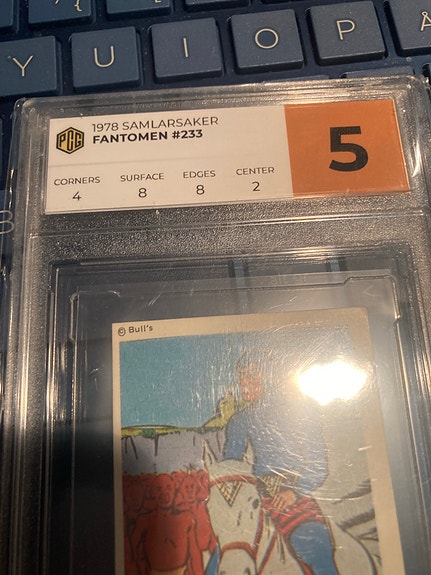 Y U I O P Å
PCG
1978 SAMLARSAKER
FANTOMEN #233
5
CORNERS SURFACE EDGES CENTER
4 8 8 2
B
© Bull's